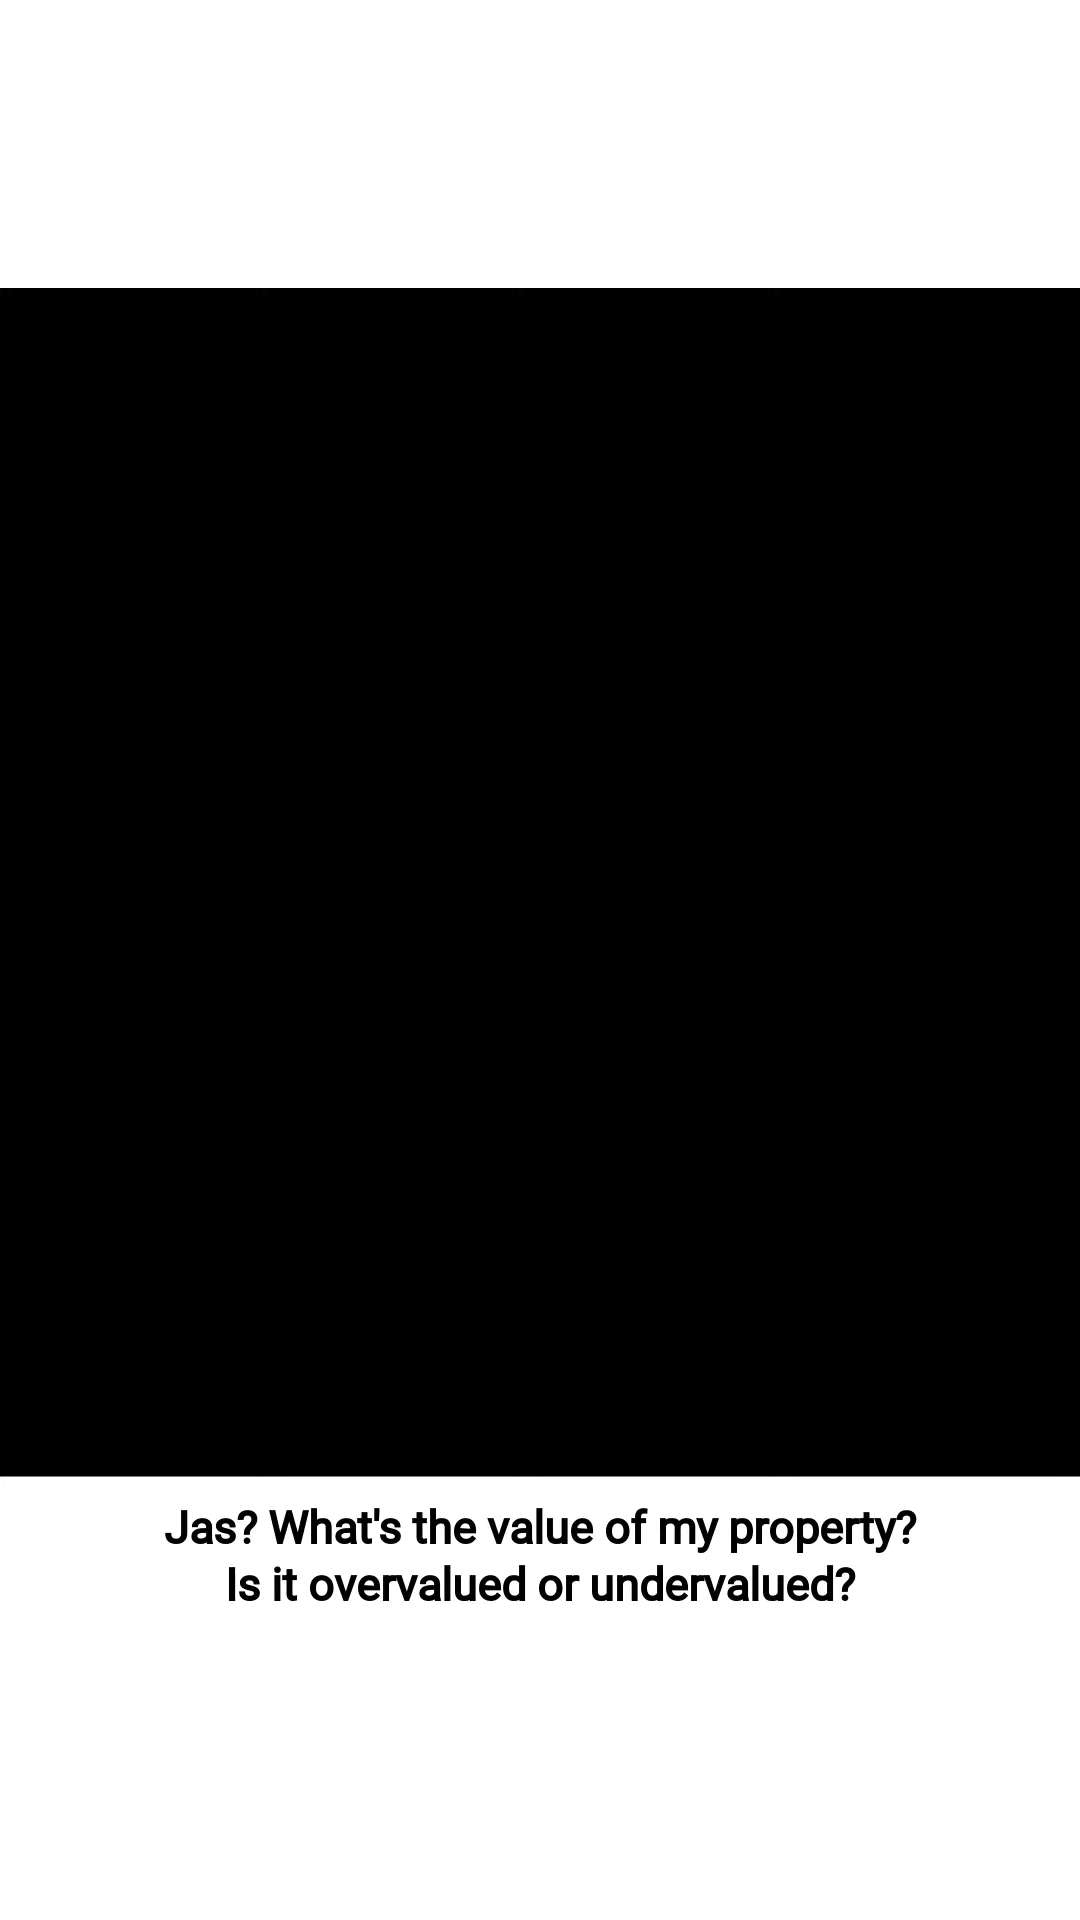 Jas? What's the value of my property?
Is it overvalued or undervalued?